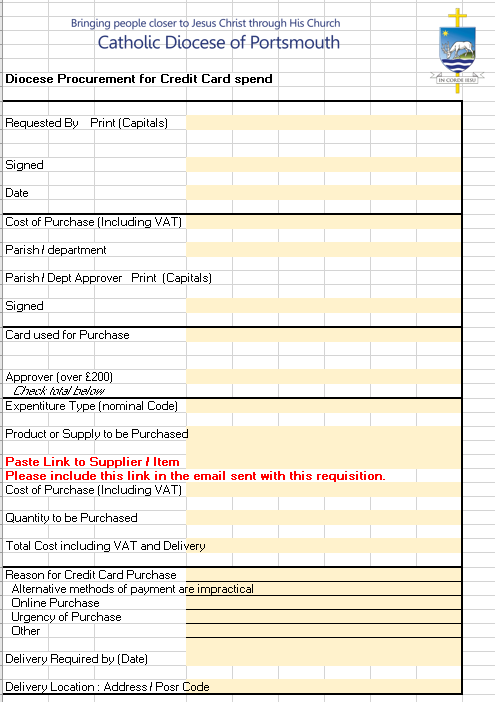 Bringing people closer to Jesus Christ through His Church
Catholic Diocese of Portsmouth
IN CORDE IESU
Diocese Procurement for Credit Card spend
Requested By Print (Capitals)
Signed
Date
Cost of Purchase (Including VAT)
Parish / department
Parish / Dept Approver Print (Capitals)
Signed
Card used for Purchase
Approver (over £200)
Check total below
Expentiture Type (nominal Code)
Product or Supply to be Purchased
Paste Link to Supplier / Item
Please include this link in the email sent with this requisition.
Cost of Purchase (Including VAT)
Quantity to be Purchased
Total Cost including VAT and Delivery
Reason for Credit Card Purchase
Alternative methods of payment are impractical
Online Purchase
Urgency of Purchase
Other
Delivery Required by (Date)
Delivery Location : Address / Posr Code